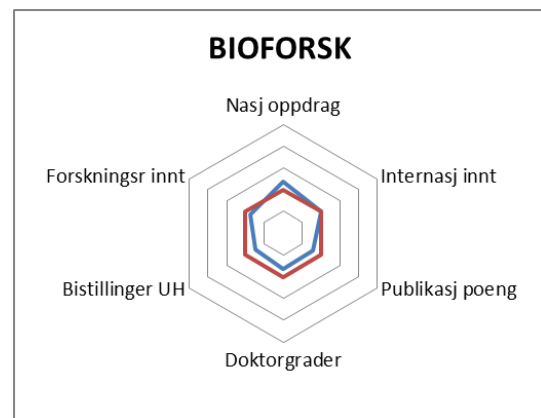 BIOFORSK
Nasj oppdrag
Forskningsr innt
Internasj innt
Bistillinger UH
Publikasj poeng
Doktorgrader